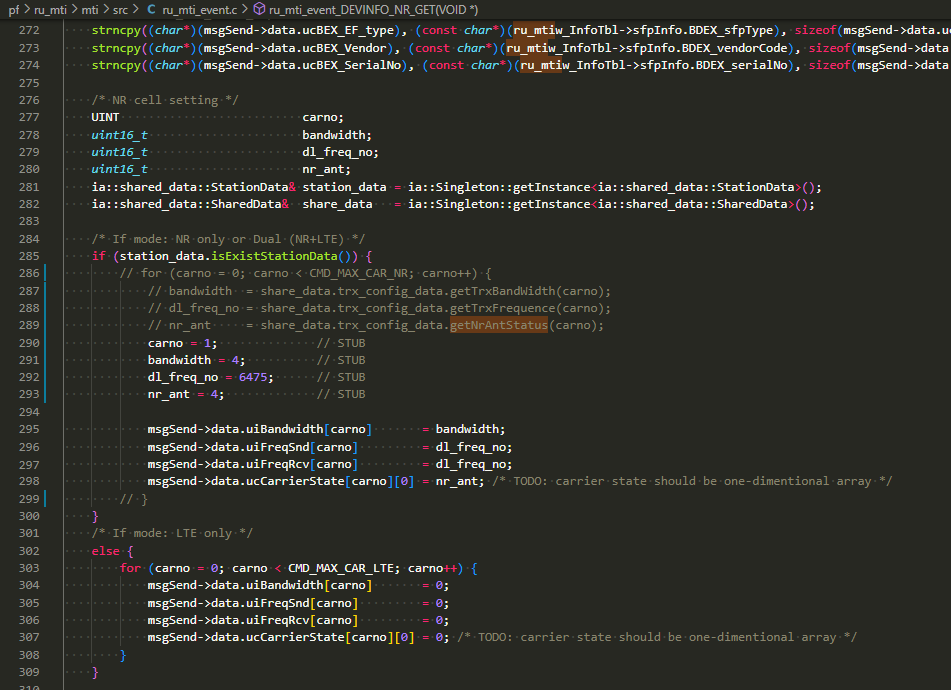 pf > ru_mti > mti > src > C ru_mti_event.c > ru_mti_event_DEVINFO_NR_GET(VOID *)
272 strncpy((char*)(msgSend->data.ucBEX_EF_type), (const char*)(ru_mtiw_InfoTbl->sfpInfo.BDEX_sfpType), sizeof(msgSend->data.uc
273 strncpy((char*)(msgSend->data.ucBEX_Vendor), (const char*)(ru_mtiw_InfoTbl->sfpInfo.BDEX_vendorCode), sizeof(msgSend->data
274 strncpy((char*)(msgSend->data.ucBEX_SerialNo), (const char*)(ru_mtiw_InfoTbl->sfpInfo.BDEX_serialNo), sizeof(msgSend->data
275
276 /* NR cell setting */
277 UINT carno;
278 uint16_t bandwidth;
279 uint16_t dl_freq_no;
280 uint16_t nr_ant;
281 ia::shared_data::StationData& station_data = ia::Singleton::getInstance<ia::shared_data::StationData>();
282 ia::shared_data::SharedData& share_data = ia::Singleton::getInstance<ia::shared_data::SharedData>();
283
284 /* If mode: NR only or Dual (NR+LTE) */
285 if (station_data.isExistStationData()) {
286 // for (carno = 0; carno < CMD_MAX_CAR_NR; carno++) {
287 // bandwidth = share_data.trx_config_data.getTrxBandWidth(carno);
288 // dl_freq_no = share_data.trx_config_data.getTrxFrequence(carno);
289 // nr_ant = share_data.trx_config_data.getNrAntStatus(carno);
290 carno = 1; // STUB
291 bandwidth = 4; // STUB
292 dl_freq_no = 6475; // STUB
293 nr_ant = 4; // STUB
294
295 msgSend->data.uiBandwidth[carno] = bandwidth;
296 msgSend->data.uiFreqSnd[carno] = dl_freq_no;
297 msgSend->data.uiFreqRcv[carno] = dl_freq_no;
298 msgSend->data.ucCarrierState[carno][0] = nr_ant; /* TODO: carrier state should be one-dimentional array */
299 // }
300 }
301 /* If mode: LTE only */
302 else {
303 for (carno = 0; carno < CMD_MAX_CAR_LTE; carno++) {
304 msgSend->data.uiBandwidth[carno] = 0;
305 msgSend->data.uiFreqSnd[carno] = 0;
306 msgSend->data.uiFreqRcv[carno] = 0;
307 msgSend->data.ucCarrierState[carno][0] = 0; /* TODO: carrier state should be one-dimentional array */
308 }
309 }
310